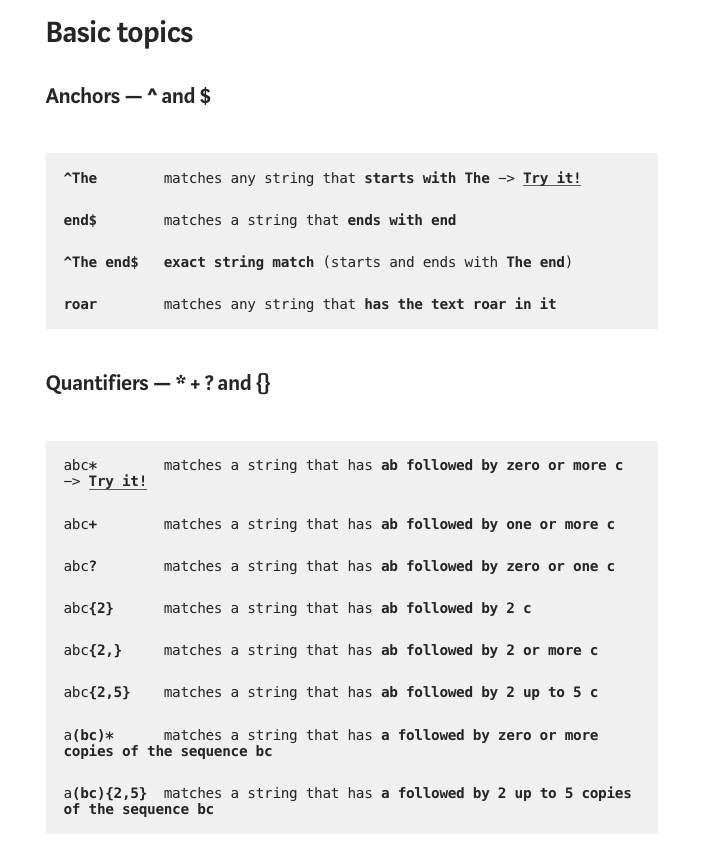 Basic topics
Anchors — ^ and $
^The        matches any string that starts with The —> Try it!
end$        matches a string that ends with end
^The end$   exact string match (starts and ends with The end)
roar        matches any string that has the text roar in it
Quantifiers — * + ? and {}
abc*        matches a string that has ab followed by zero or more c
—> Try it!
abc+        matches a string that has ab followed by one or more c
abc?        matches a string that has ab followed by zero or one c
abc{2}      matches a string that has ab followed by 2 c
abc{2,}     matches a string that has ab followed by 2 or more c
abc{2,5}    matches a string that has ab followed by 2 up to 5 c
a(bc)*      matches a string that has a followed by zero or more
copies of the sequence bc
a(bc){2,5}  matches a string that has a followed by 2 up to 5 copies
of the sequence bc